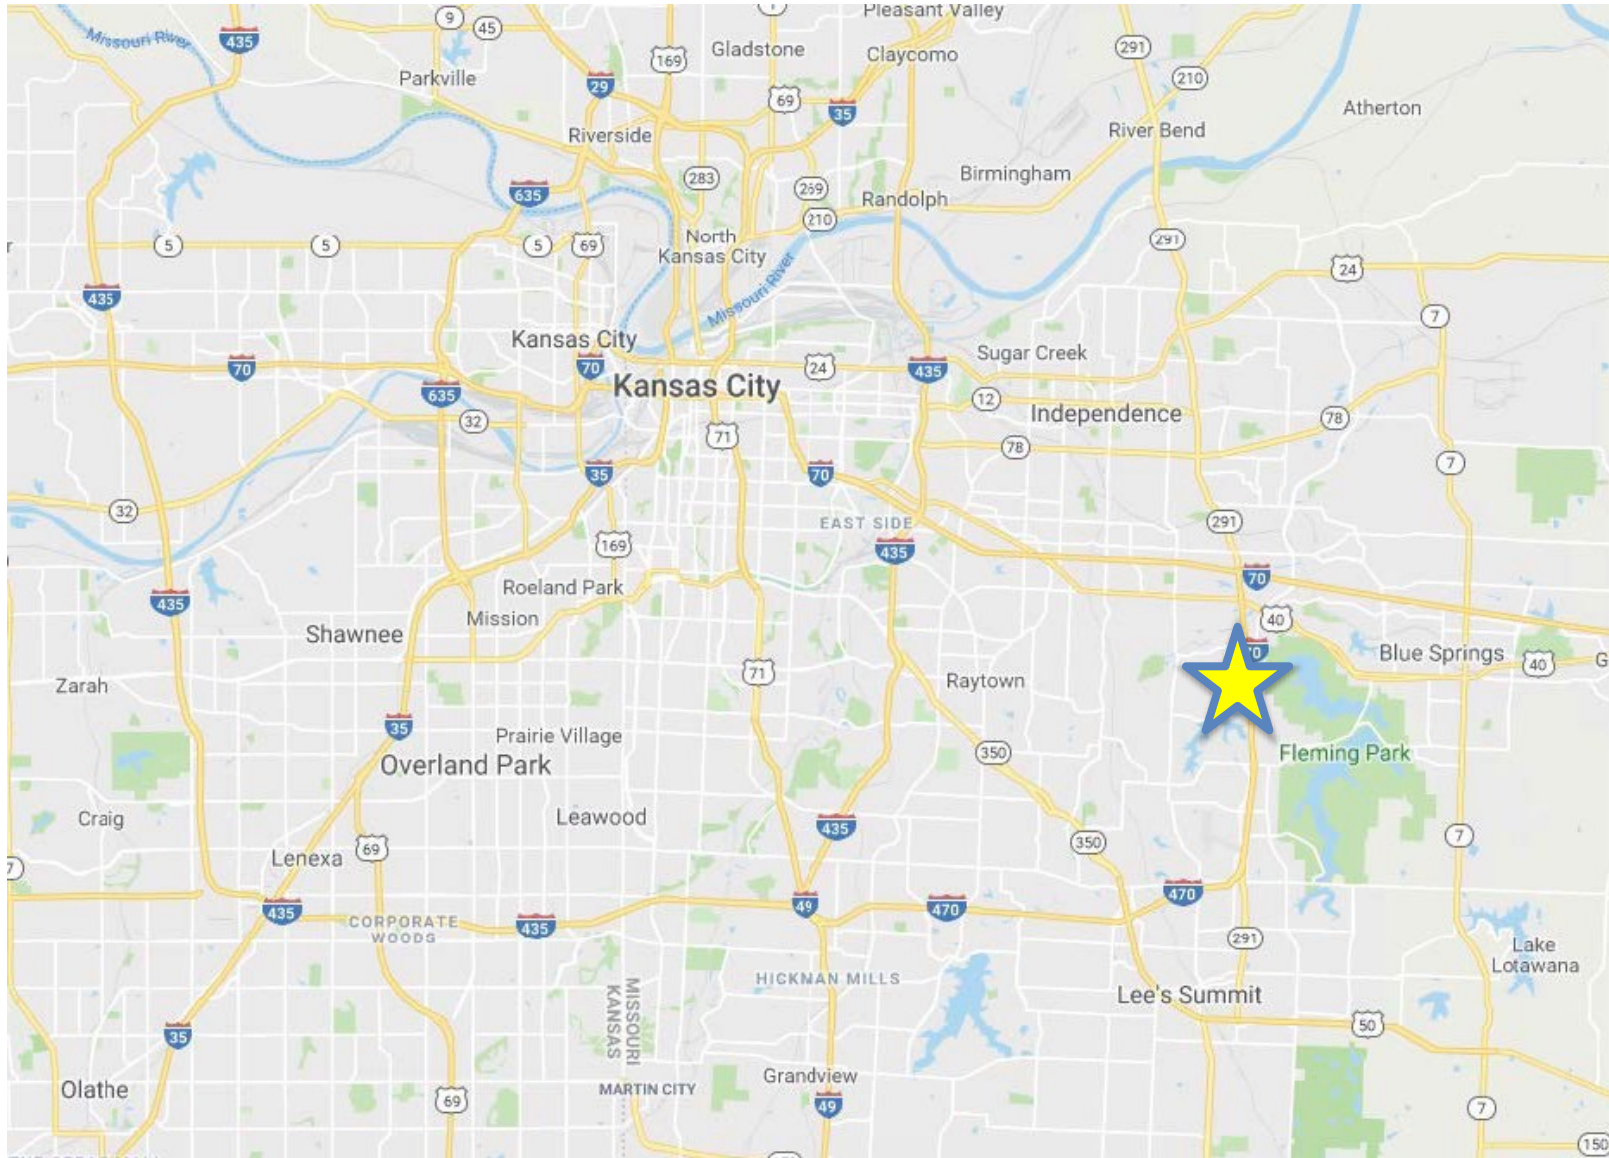 Pleasant Valley
9
45
Missouri River
435
169
Gladstone
Claycomo
291
210
Parkville
29
69
35
Atherton
Riverside
River Bend
283
269
Birmingham
635
210
Randolph
5
5
5
69
North
Kansas City
291
24
Missouri River
435
7
Kansas City
70
70
24
435
Sugar Creek
Kansas City
635
12
Independence
78
32
71
78
35
70
7
32
EAST SIDE
291
169
435
70
Roeland Park
435
Mission
40
Shawnee
70
Blue Springs
40
G
71
Zarah
Raytown
35
Prairie Village
350
Fleming Park
Overland Park
Craig
Leawood
435
350
7
69
Lenexa
7
470
435
49
470
CORPORATE
WOODS
435
291
Lake
Lotawana
HICKMAN MILLS
MISSOURI
KANSAS
Lee's Summit
50
35
Grandview
Olathe
MARTIN CITY
69
49
7
150